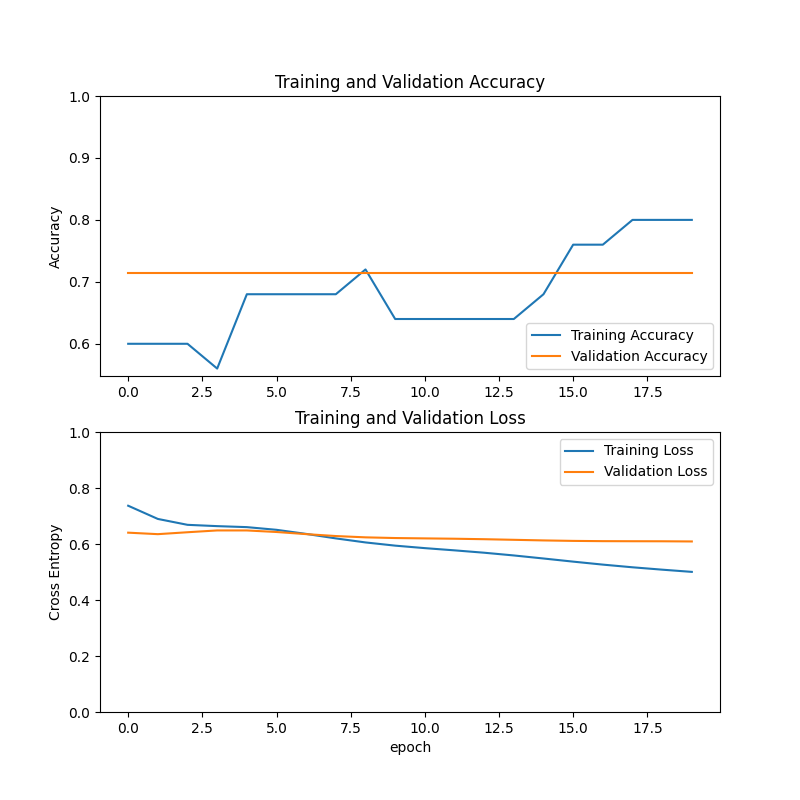 Training and Validation Accuracy
1.0
0.9
0.8
0.7
0.6
Accuracy
Training Accuracy
Validation Accuracy
0.0 2.5 5.0 7.5 10.0 12.5 15.0 17.5
Training and Validation Loss
1.0
0.8
0.6
0.4
0.2
0.0
Cross Entropy
Training Loss
Validation Loss
0.0 2.5 5.0 7.5 10.0 12.5 15.0 17.5
epoch